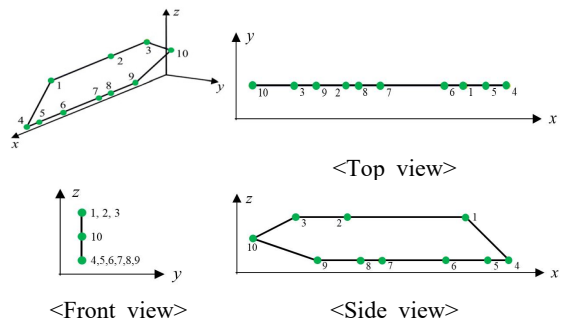 z
3
10
2
1
9
8
7
6
5
4
y
x
y
10 3 9 2 8 7 6 1 5 4
x
<Top view>
z
1, 2, 3
10
4,5,6,7,8,9
y
<Front view>
z
3 2 1
10
9 8 7 6 5 4
x
<Side view>